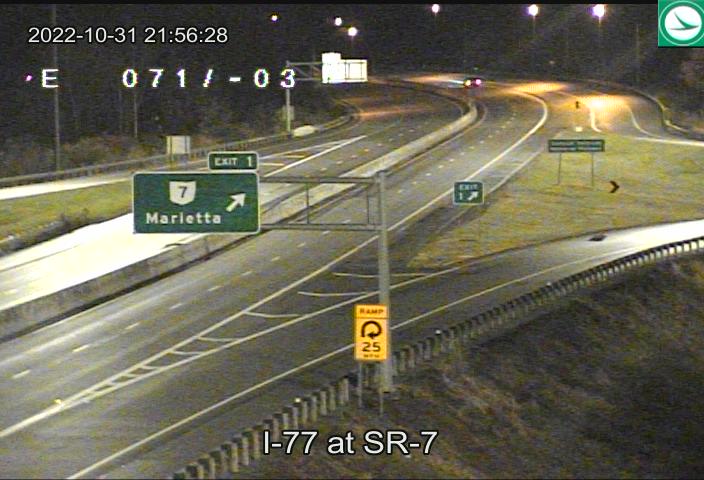 2022-10-31 21:56:28
E 071/-03
EXIT 1
7
Marietta
EXIT
1
RAMP
25
MPH
I-77 at SR-7